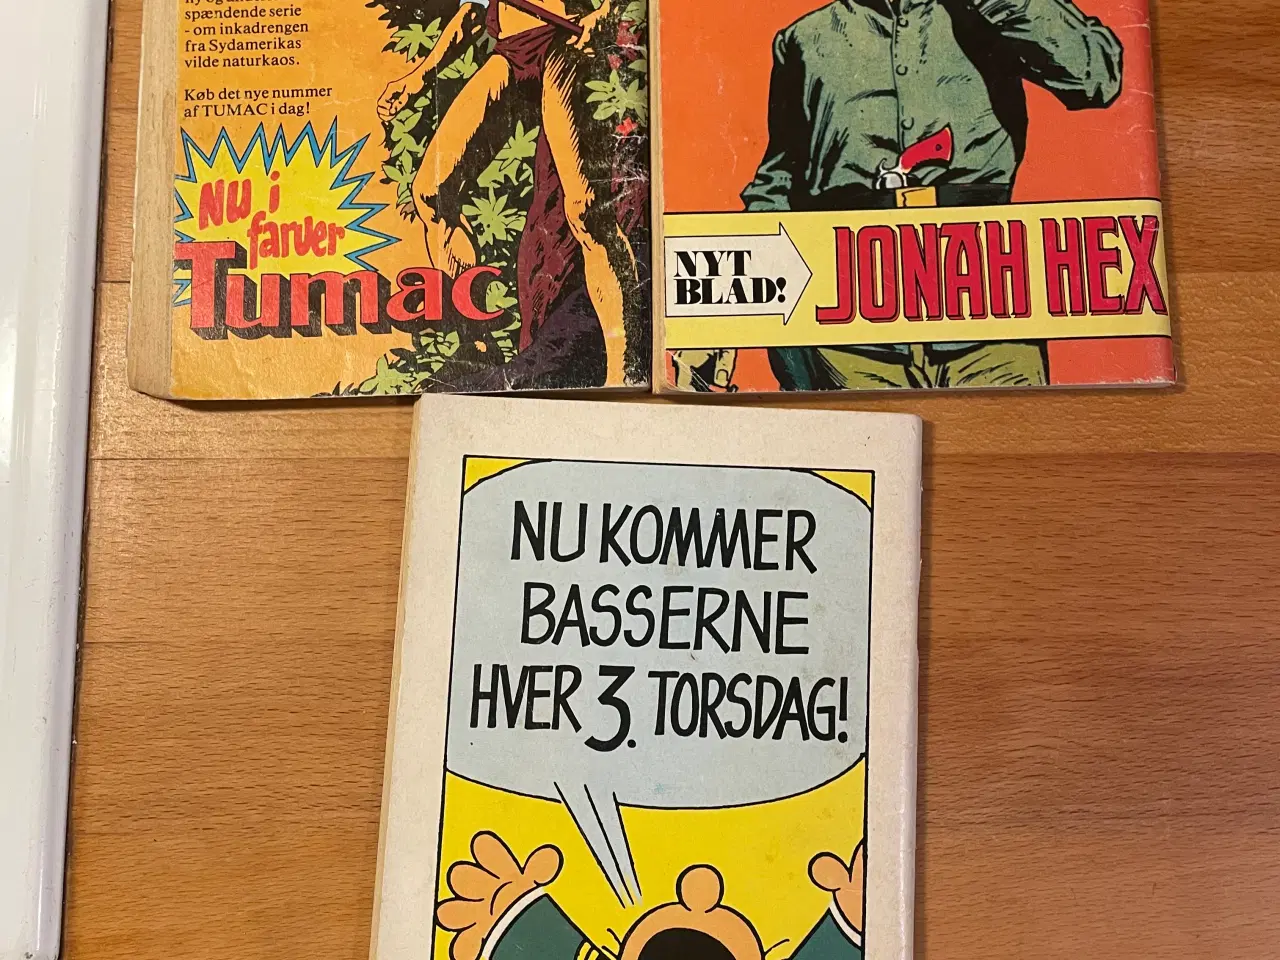 spændende serie
- om inkadrengen
fra Sydamerikas
vilde naturkaos.
Køb det nye nummer
af TUMAC i dag!
Nu i
farver
Tumac
NYT
BLAD!
JONAH HEX
NU KOMMER
BASSERNE
HVER 3. TORSDAG!